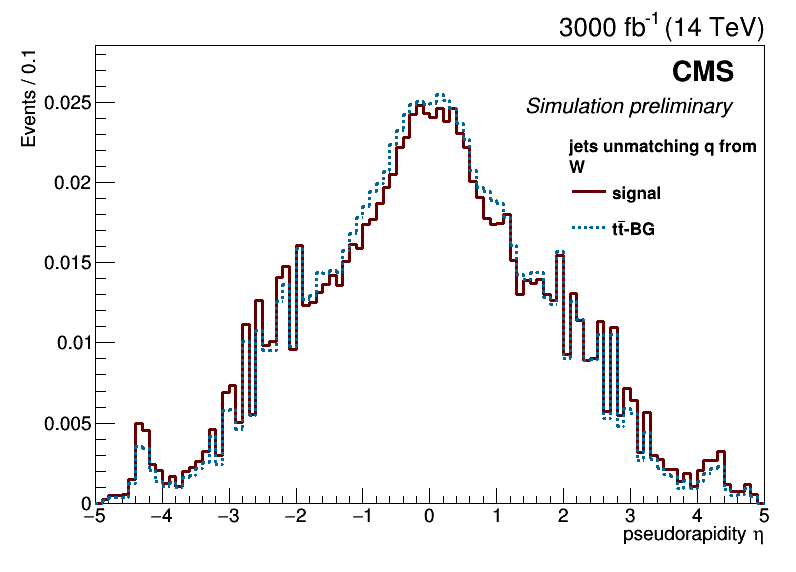 3000 fb⁻¹ (14 TeV)
Events / 0.1
CMS
Simulation preliminary
jets unmatching q from
W
signal
tt̄-BG
0.025
0.02
0.015
0.01
0.005
0
−5 −4 −3 −2 −1 0 1 2 3 4 5
pseudorapidity η